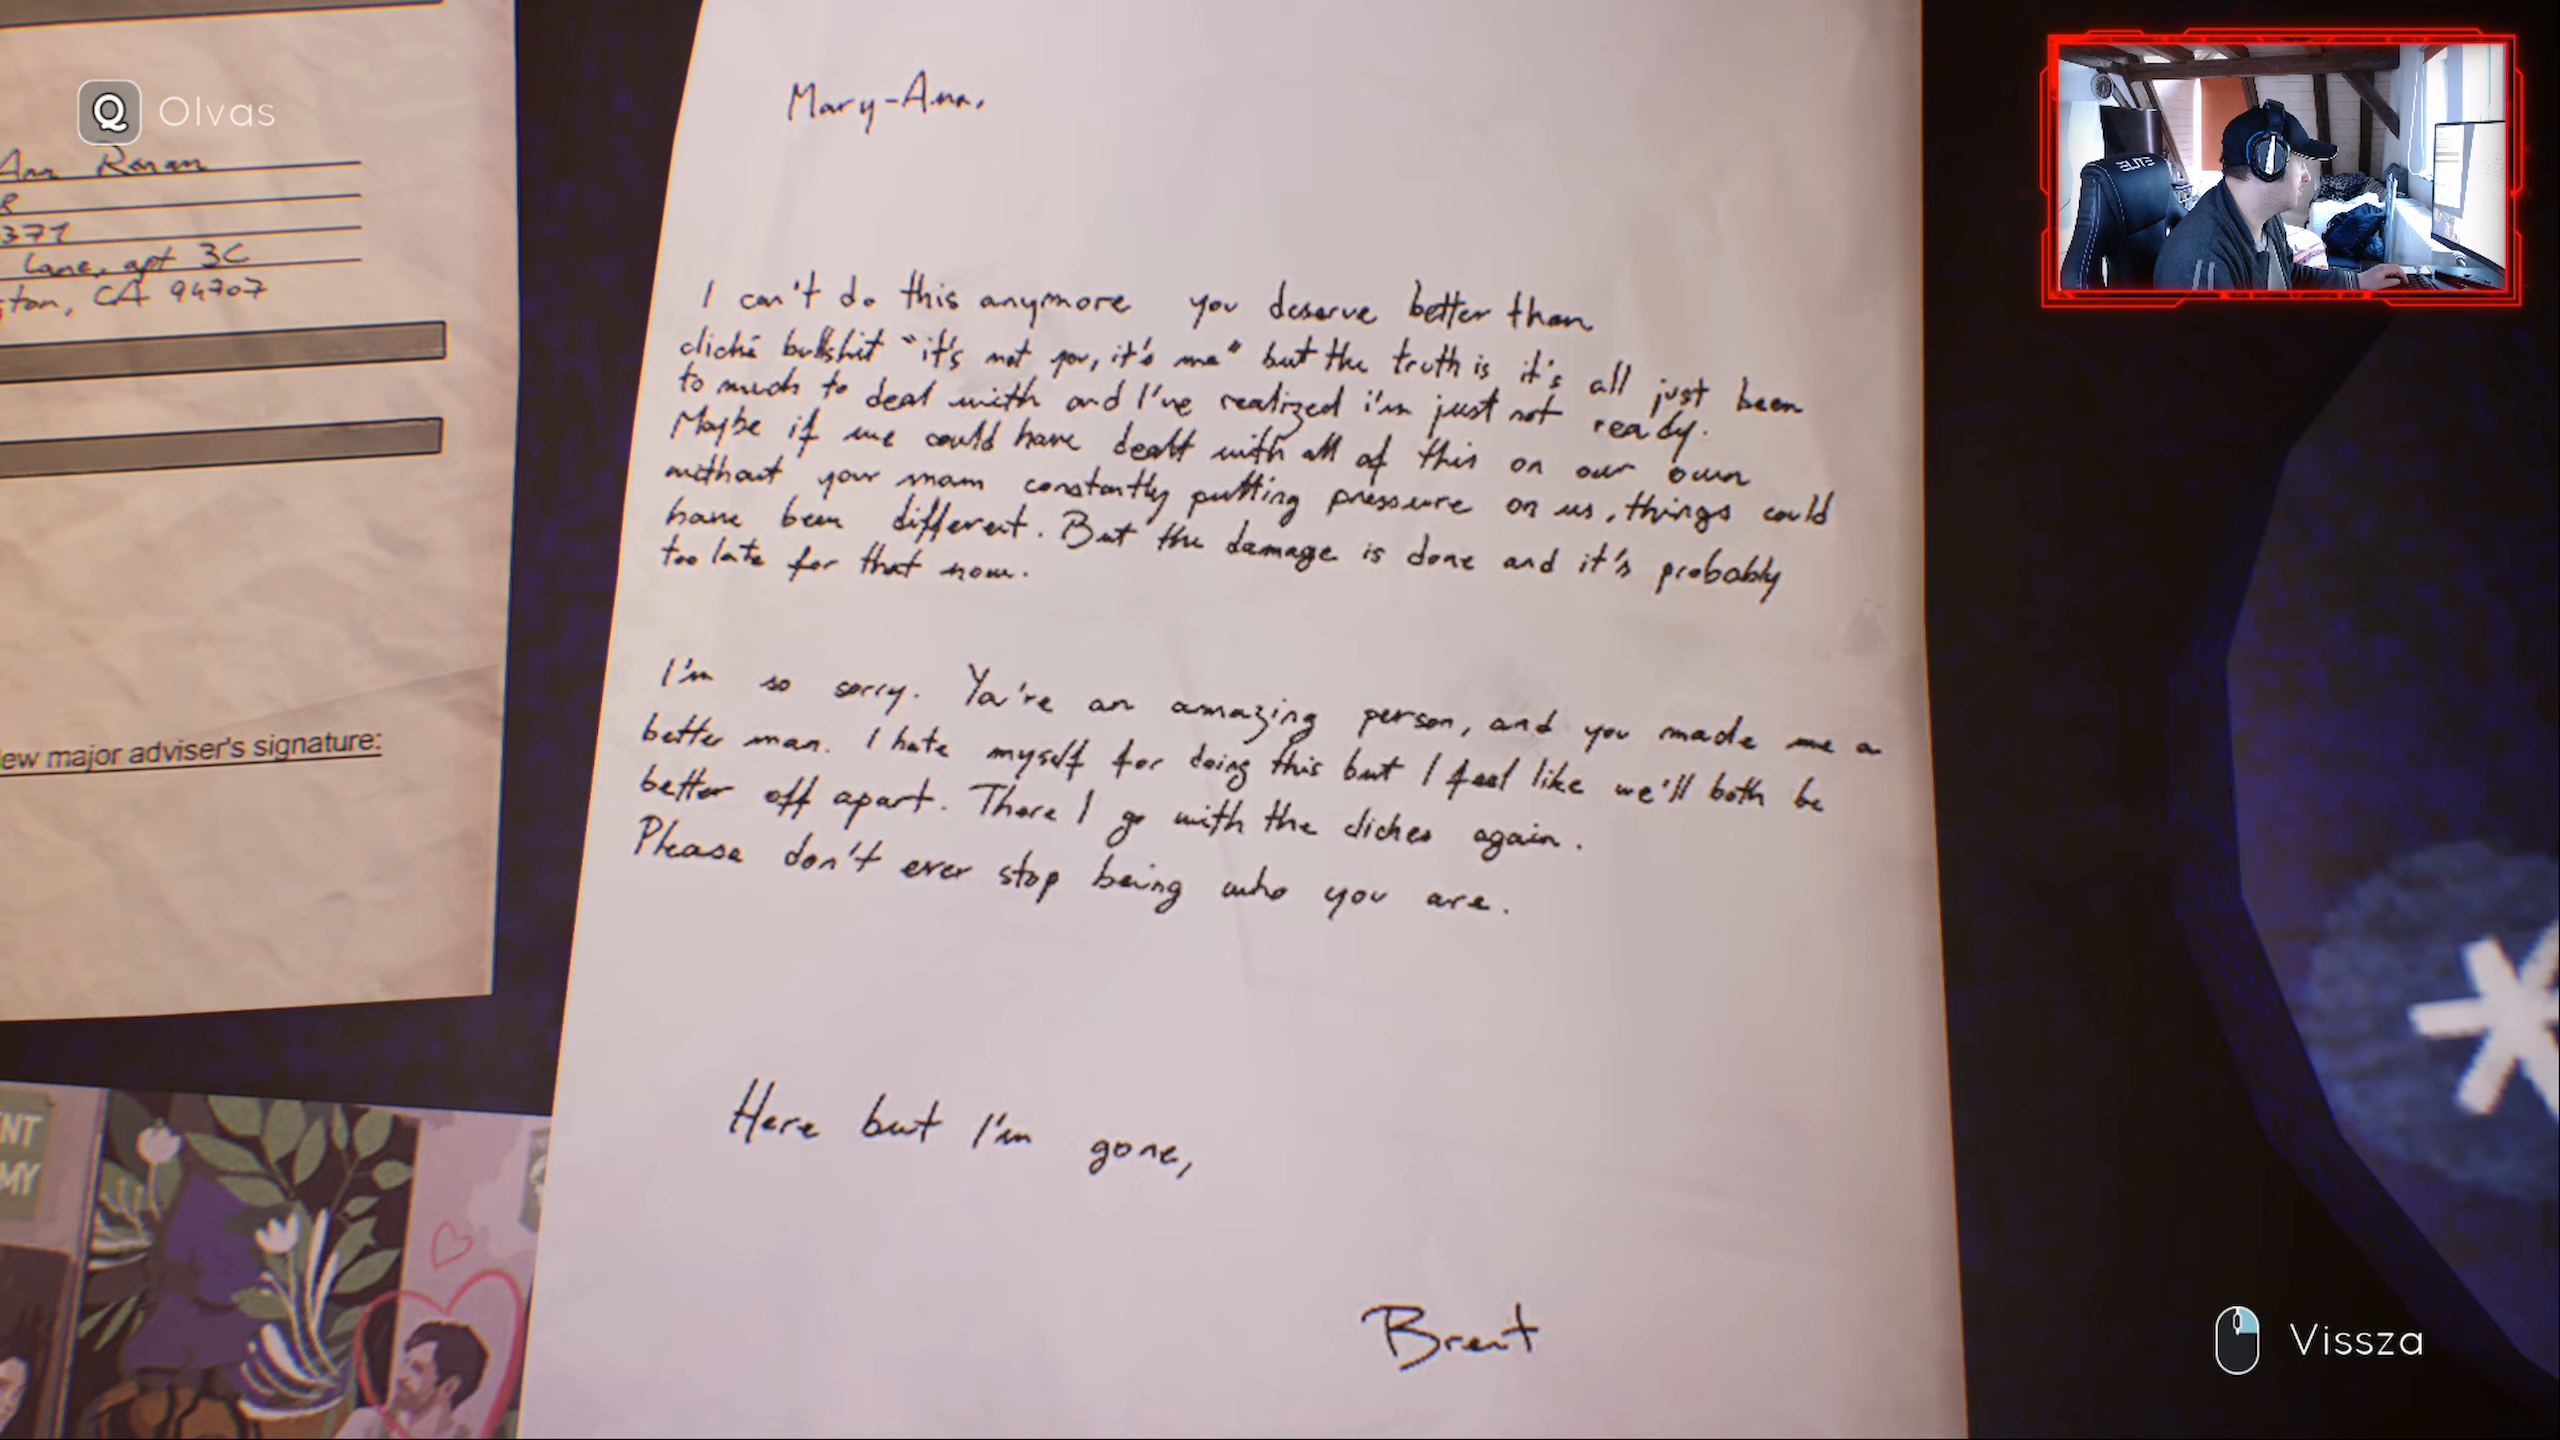 Olvas
Ann Ronan
R
371
Lane, apt 3C
ton, CA 94707
ew major adviser's signature:
NT
MY
Mary-Ann,
I can't do this anymore you deserve better than
cliché bullshit "it's not you, it's me" but the truth is it's all just been
to much to deal with and I've realized i'm just not ready.
Maybe if we could have dealt with all of this on our own
without your mom constantly putting pressure on us, things could
have been different. But the damage is done and it's probably
too late for that now.
I'm so sorry. You're an amazing person, and you made me a
better man. I hate myself for doing this but I feel like we'll both be
better off apart. There I go with the cliches again.
Please don't ever stop being who you are.
Here but I'm gone,
Brent
ELITE
Vissza